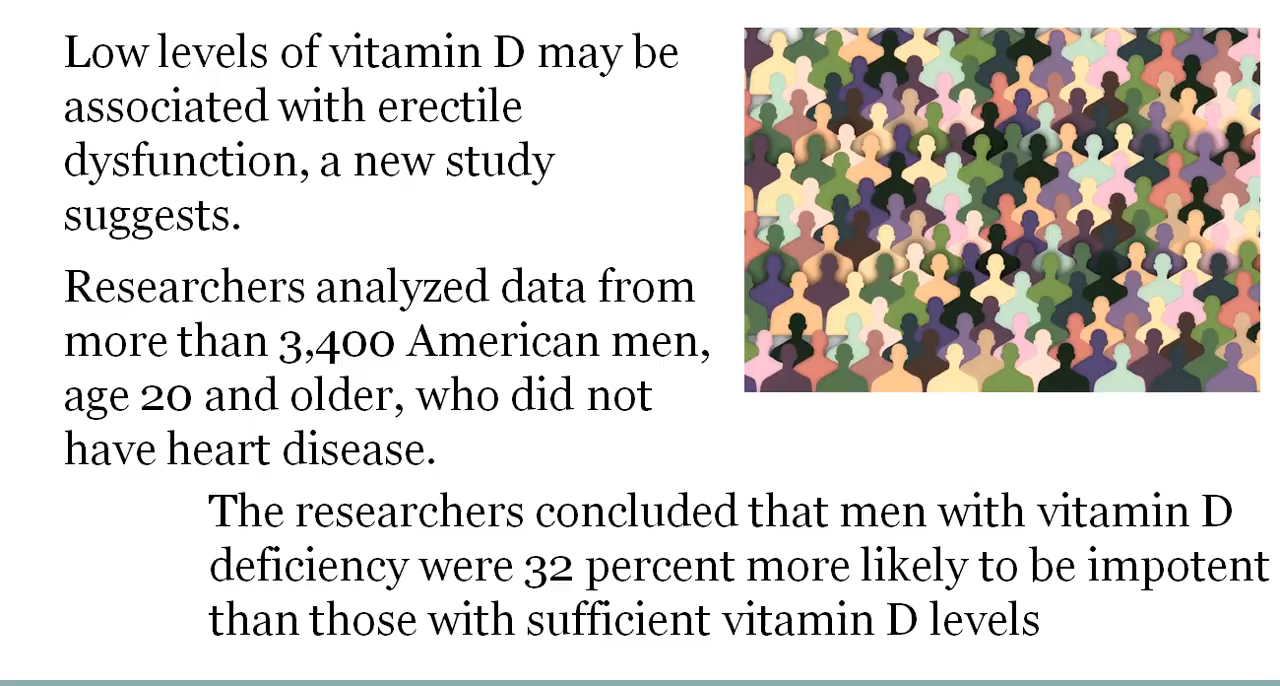 Low levels of vitamin D may be
associated with erectile
dysfunction, a new study
suggests.
Researchers analyzed data from
more than 3,400 American men,
age 20 and older, who did not
have heart disease.
The researchers concluded that men with vitamin D
deficiency were 32 percent more likely to be impotent
than those with sufficient vitamin D levels